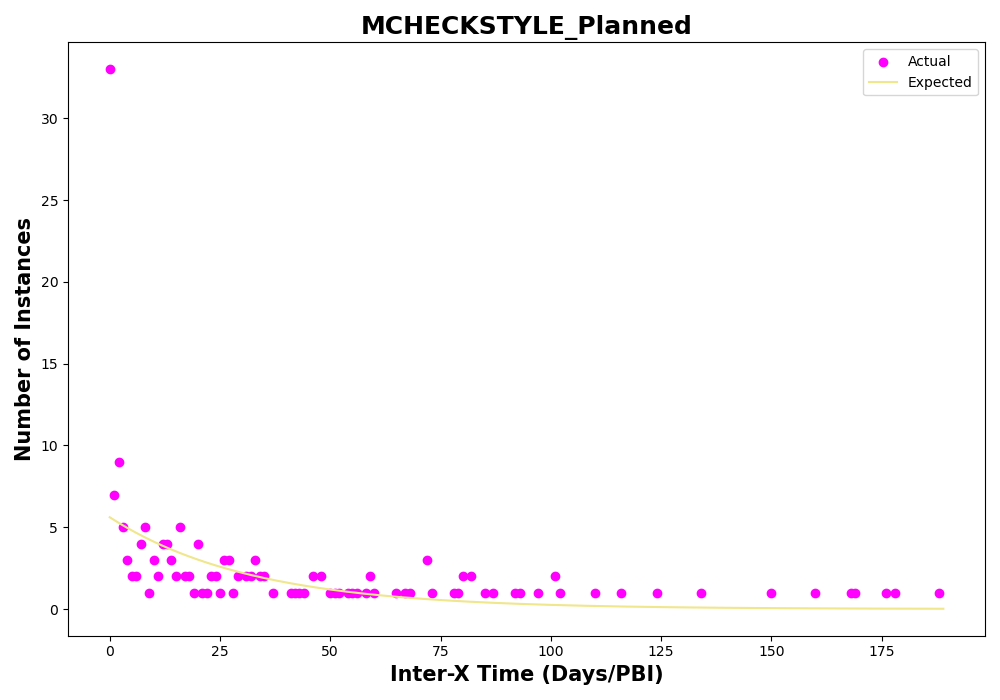 MCHECKSTYLE_Planned
Actual
Expected
Number of Instances
30
25
20
15
10
5
0
0 25 50 75 100 125 150 175
Inter-X Time (Days/PBI)